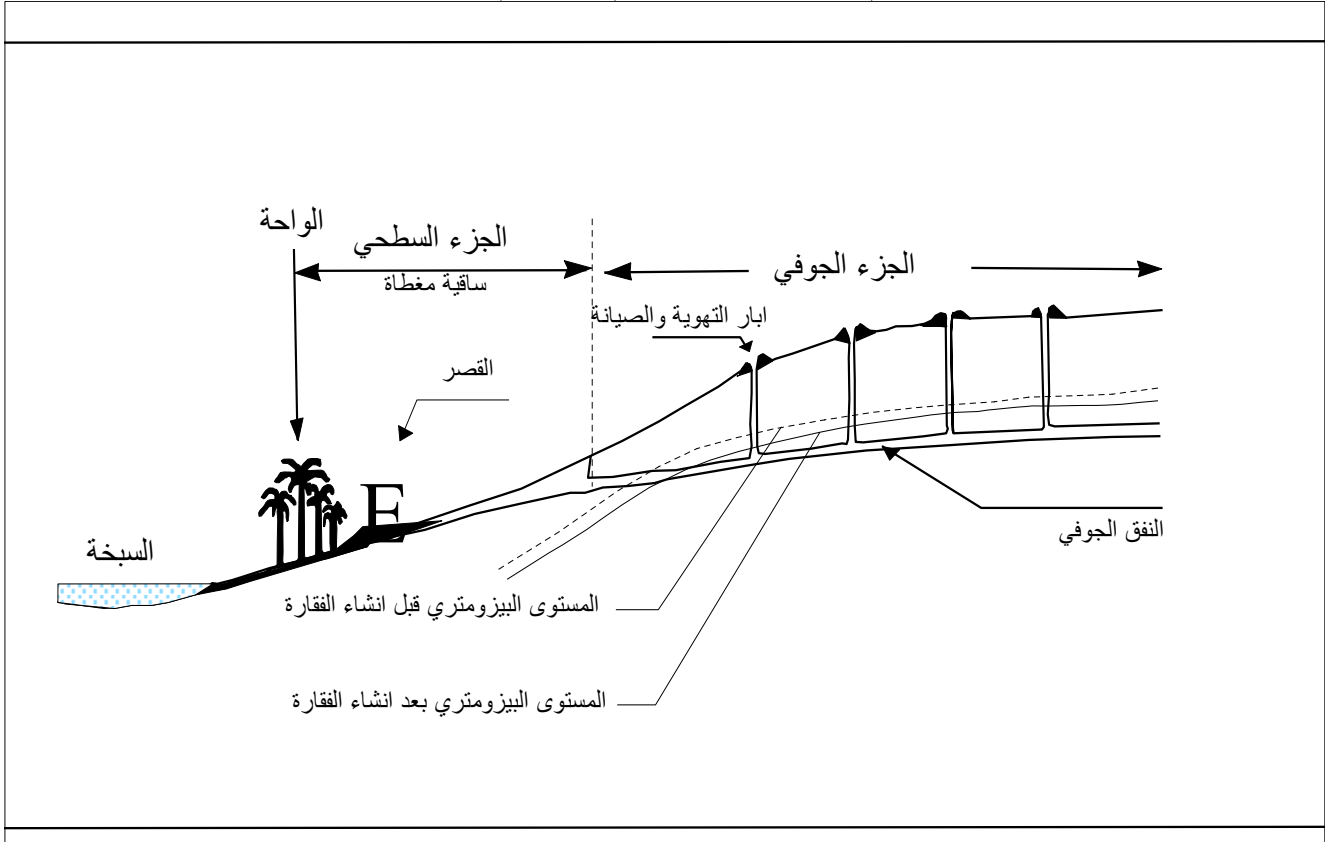 الواحة
الجزء السطحي
ساقية مغطاة
الجزء الجوفي
ابار التهوية والصيانة
القصر
E
السبخة
النفق الجوفي
المستوى البيزومتري قبل انشاء الفقارة
المستوى البيزومتري بعد انشاء الفقارة